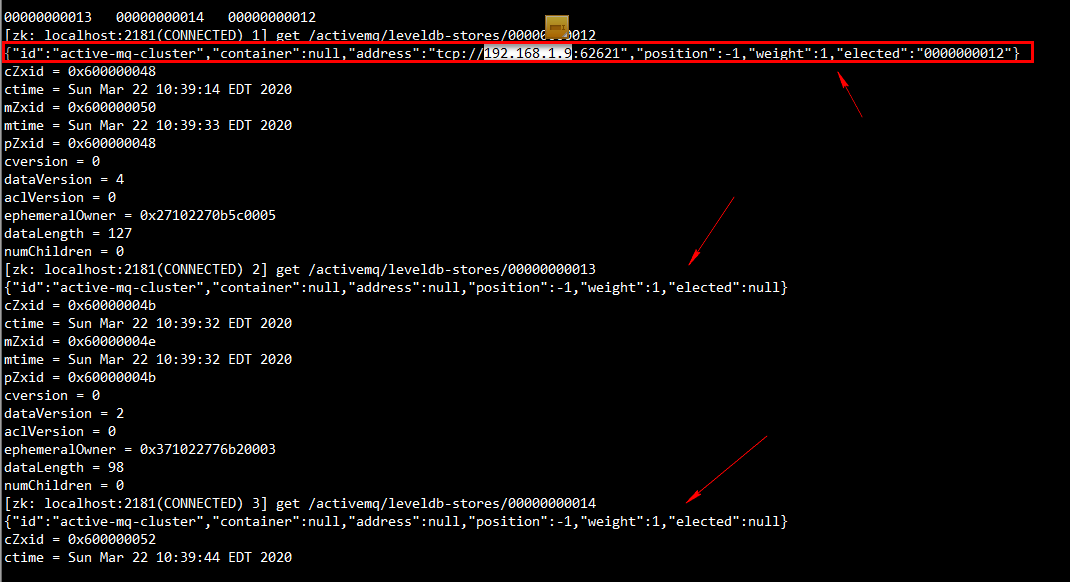 00000000013   00000000014   00000000012
[zk: localhost:2181(CONNECTED) 1] get /activemq/leveldb-stores/00000000012
{"id":"active-mq-cluster","container":null,"address":"tcp://192.168.1.9:62621","position":-1,"weight":1,"elected":"0000000012"}
cZxid = 0x600000048
ctime = Sun Mar 22 10:39:14 EDT 2020
mZxid = 0x600000050
mtime = Sun Mar 22 10:39:33 EDT 2020
pZxid = 0x600000048
cversion = 0
dataVersion = 4
aclVersion = 0
ephemeralOwner = 0x27102270b5c0005
dataLength = 127
numChildren = 0
[zk: localhost:2181(CONNECTED) 2] get /activemq/leveldb-stores/00000000013
{"id":"active-mq-cluster","container":null,"address":null,"position":-1,"weight":1,"elected":null}
cZxid = 0x60000004b
ctime = Sun Mar 22 10:39:32 EDT 2020
mZxid = 0x60000004e
mtime = Sun Mar 22 10:39:32 EDT 2020
pZxid = 0x60000004b
cversion = 0
dataVersion = 2
aclVersion = 0
ephemeralOwner = 0x371022776b20003
dataLength = 98
numChildren = 0
[zk: localhost:2181(CONNECTED) 3] get /activemq/leveldb-stores/00000000014
{"id":"active-mq-cluster","container":null,"address":null,"position":-1,"weight":1,"elected":null}
cZxid = 0x600000052
ctime = Sun Mar 22 10:39:44 EDT 2020